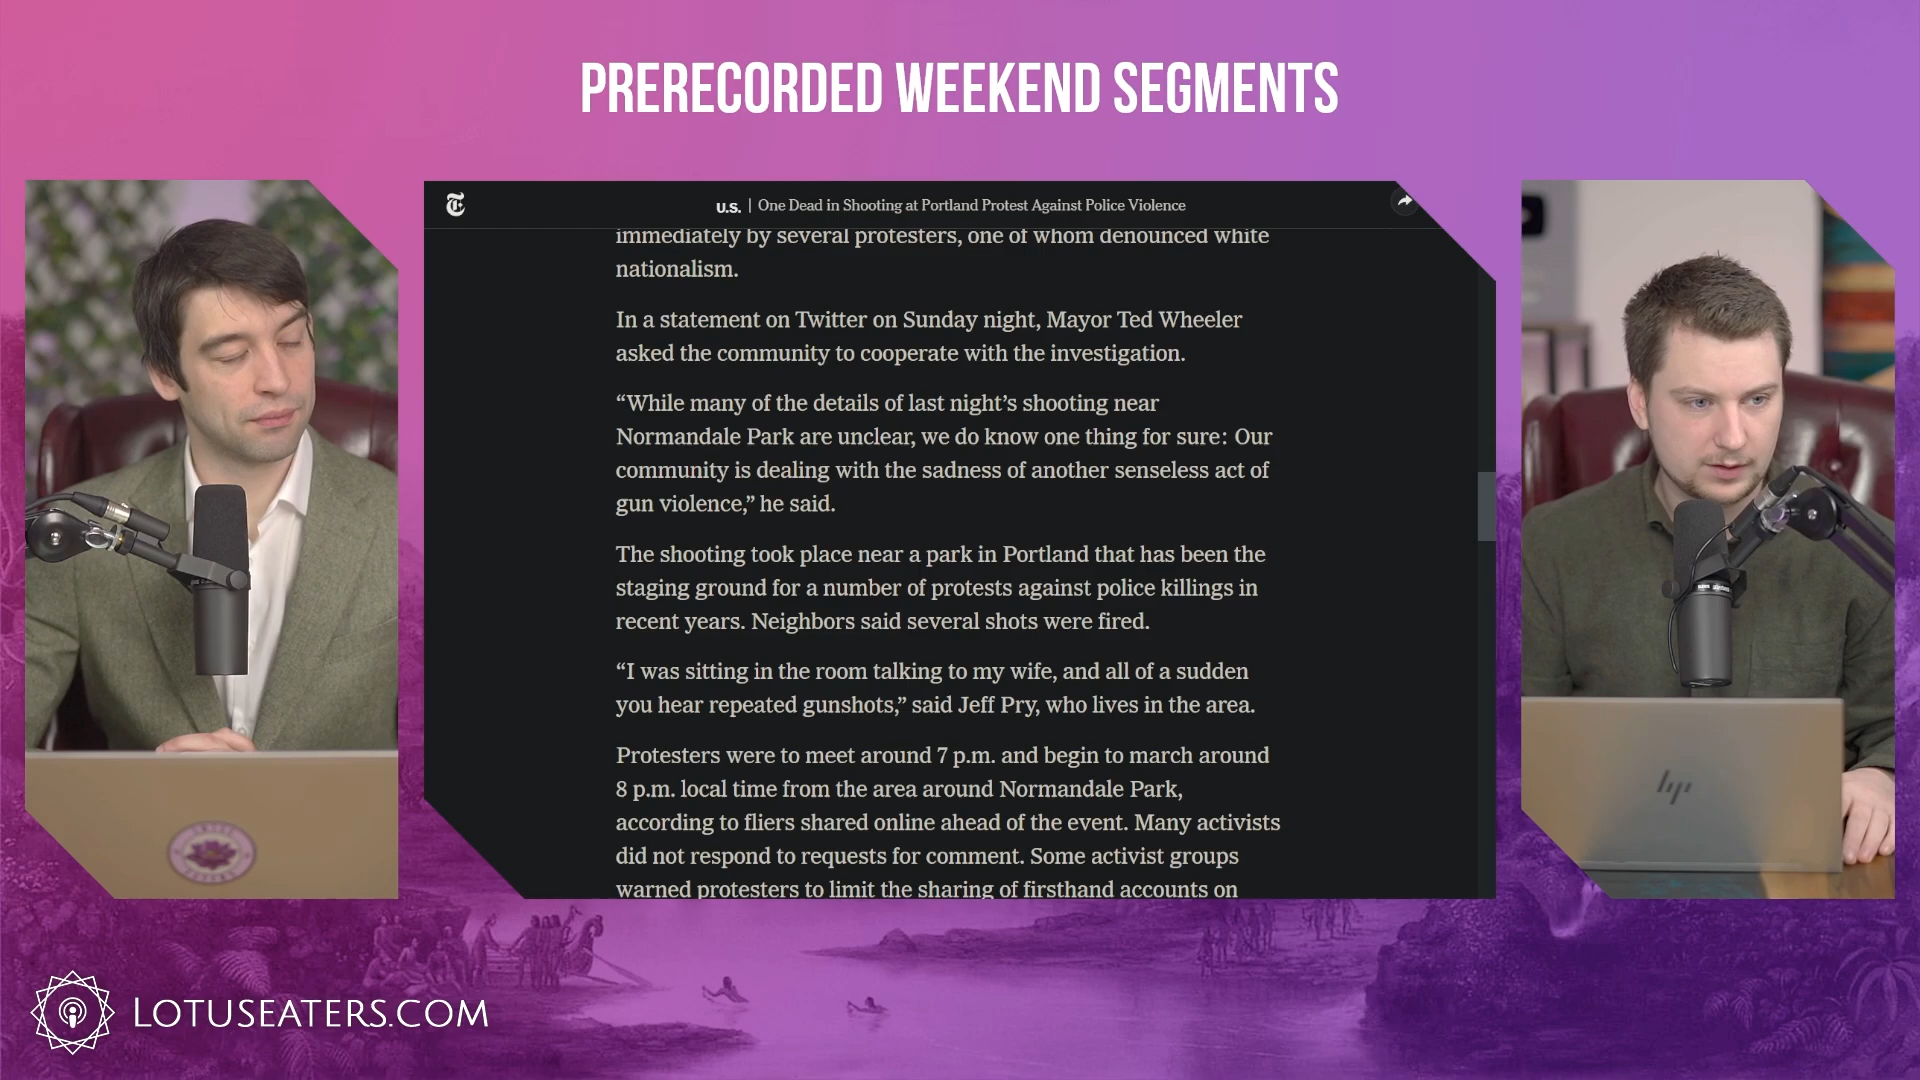 PRERECORDED WEEKEND SEGMENTS
U.S. | One Dead in Shooting at Portland Protest Against Police Violence
immediately by several protesters, one of whom denounced white
nationalism.
In a statement on Twitter on Sunday night, Mayor Ted Wheeler
asked the community to cooperate with the investigation.
“While many of the details of last night’s shooting near
Normandale Park are unclear, we do know one thing for sure: Our
community is dealing with the sadness of another senseless act of
gun violence,” he said.
The shooting took place near a park in Portland that has been the
staging ground for a number of protests against police killings in
recent years. Neighbors said several shots were fired.
“I was sitting in the room talking to my wife, and all of a sudden
you hear repeated gunshots,” said Jeff Pry, who lives in the area.
Protesters were to meet around 7 p.m. and begin to march around
8 p.m. local time from the area around Normandale Park,
according to fliers shared online ahead of the event. Many activists
did not respond to requests for comment. Some activist groups
warned protesters to limit the sharing of firsthand accounts on
hp
LOTUSEATERS.COM